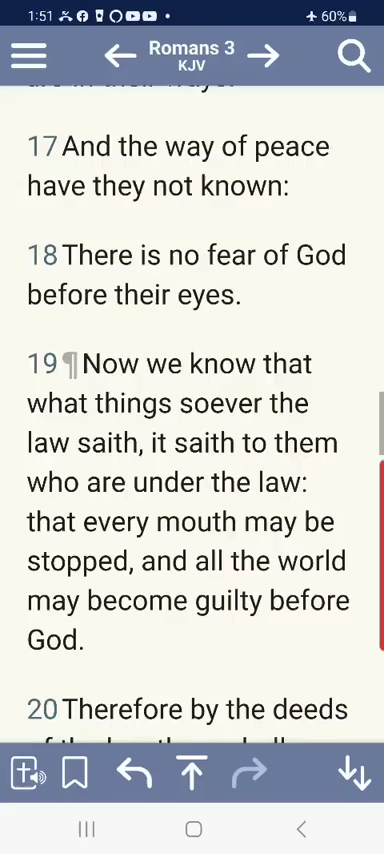 1:51
60%
Romans 3
KJV
17 And the way of peace
have they not known:
18 There is no fear of God
before their eyes.
19 ¶ Now we know that
what things soever the
law saith, it saith to them
who are under the law:
that every mouth may be
stopped, and all the world
may become guilty before
God.
20 Therefore by the deeds